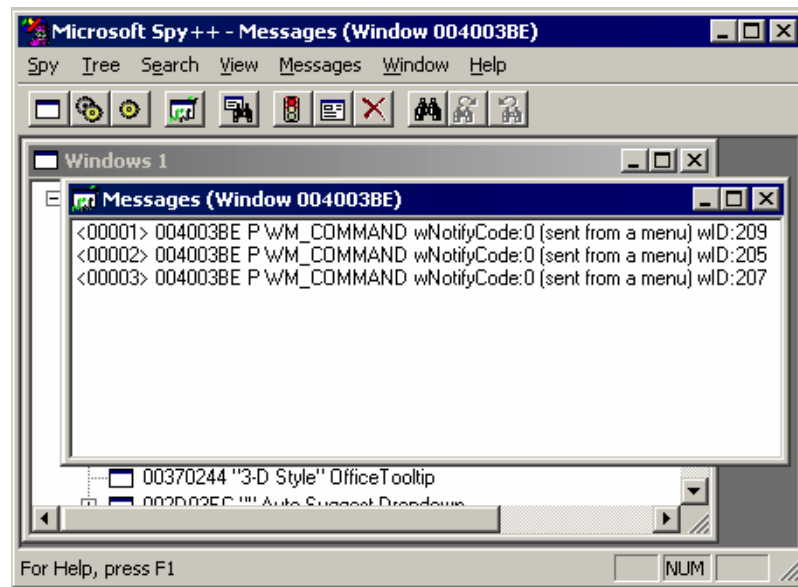 Microsoft Spy++ - Messages (Window 004003BE)
Spy Tree Search View Messages Window Help
Windows 1
Messages (Window 004003BE)
<00001> 004003BE P WM_COMMAND wNotifyCode:0 (sent from a menu) wID:209
<00002> 004003BE P WM_COMMAND wNotifyCode:0 (sent from a menu) wID:205
<00003> 004003BE P WM_COMMAND wNotifyCode:0 (sent from a menu) wID:207
00370244 "3-D Style" OfficeTooltip
002D03EC "" Auto Suggest Dropdown
For Help, press F1
NUM